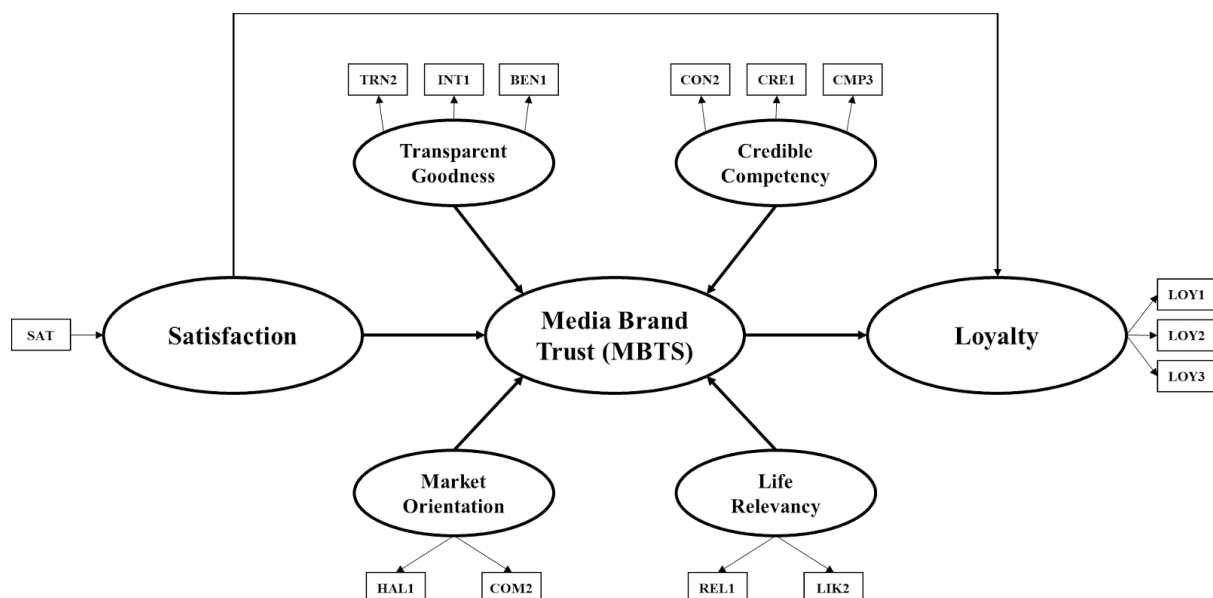 TRN2
INT1
BEN1
CON2
CRE1
CMP3
Transparent
Goodness
Credible
Competency
SAT
Satisfaction
Media Brand
Trust (MBTS)
Loyalty
LOY1
LOY2
LOY3
Market
Orientation
Life
Relevancy
HAL1
COM2
REL1
LIK2